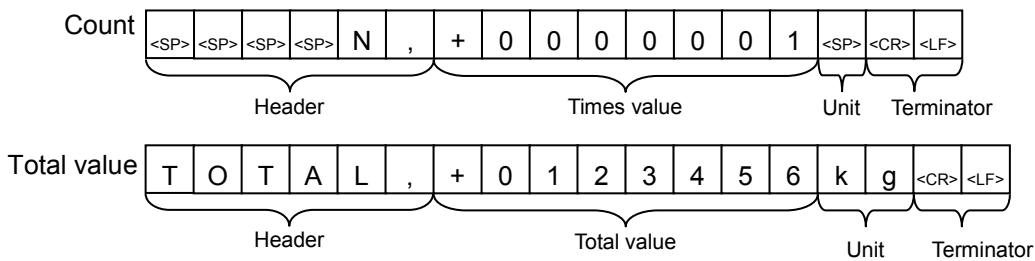 Count <SP> <SP> <SP> <SP> N , + 0 0 0 0 0 0 1 <SP> <CR> <LF>
Header Times value Unit Terminator
Total value T O T A L , + 0 1 2 3 4 5 6 k g <CR> <LF>
Header Total value Unit Terminator